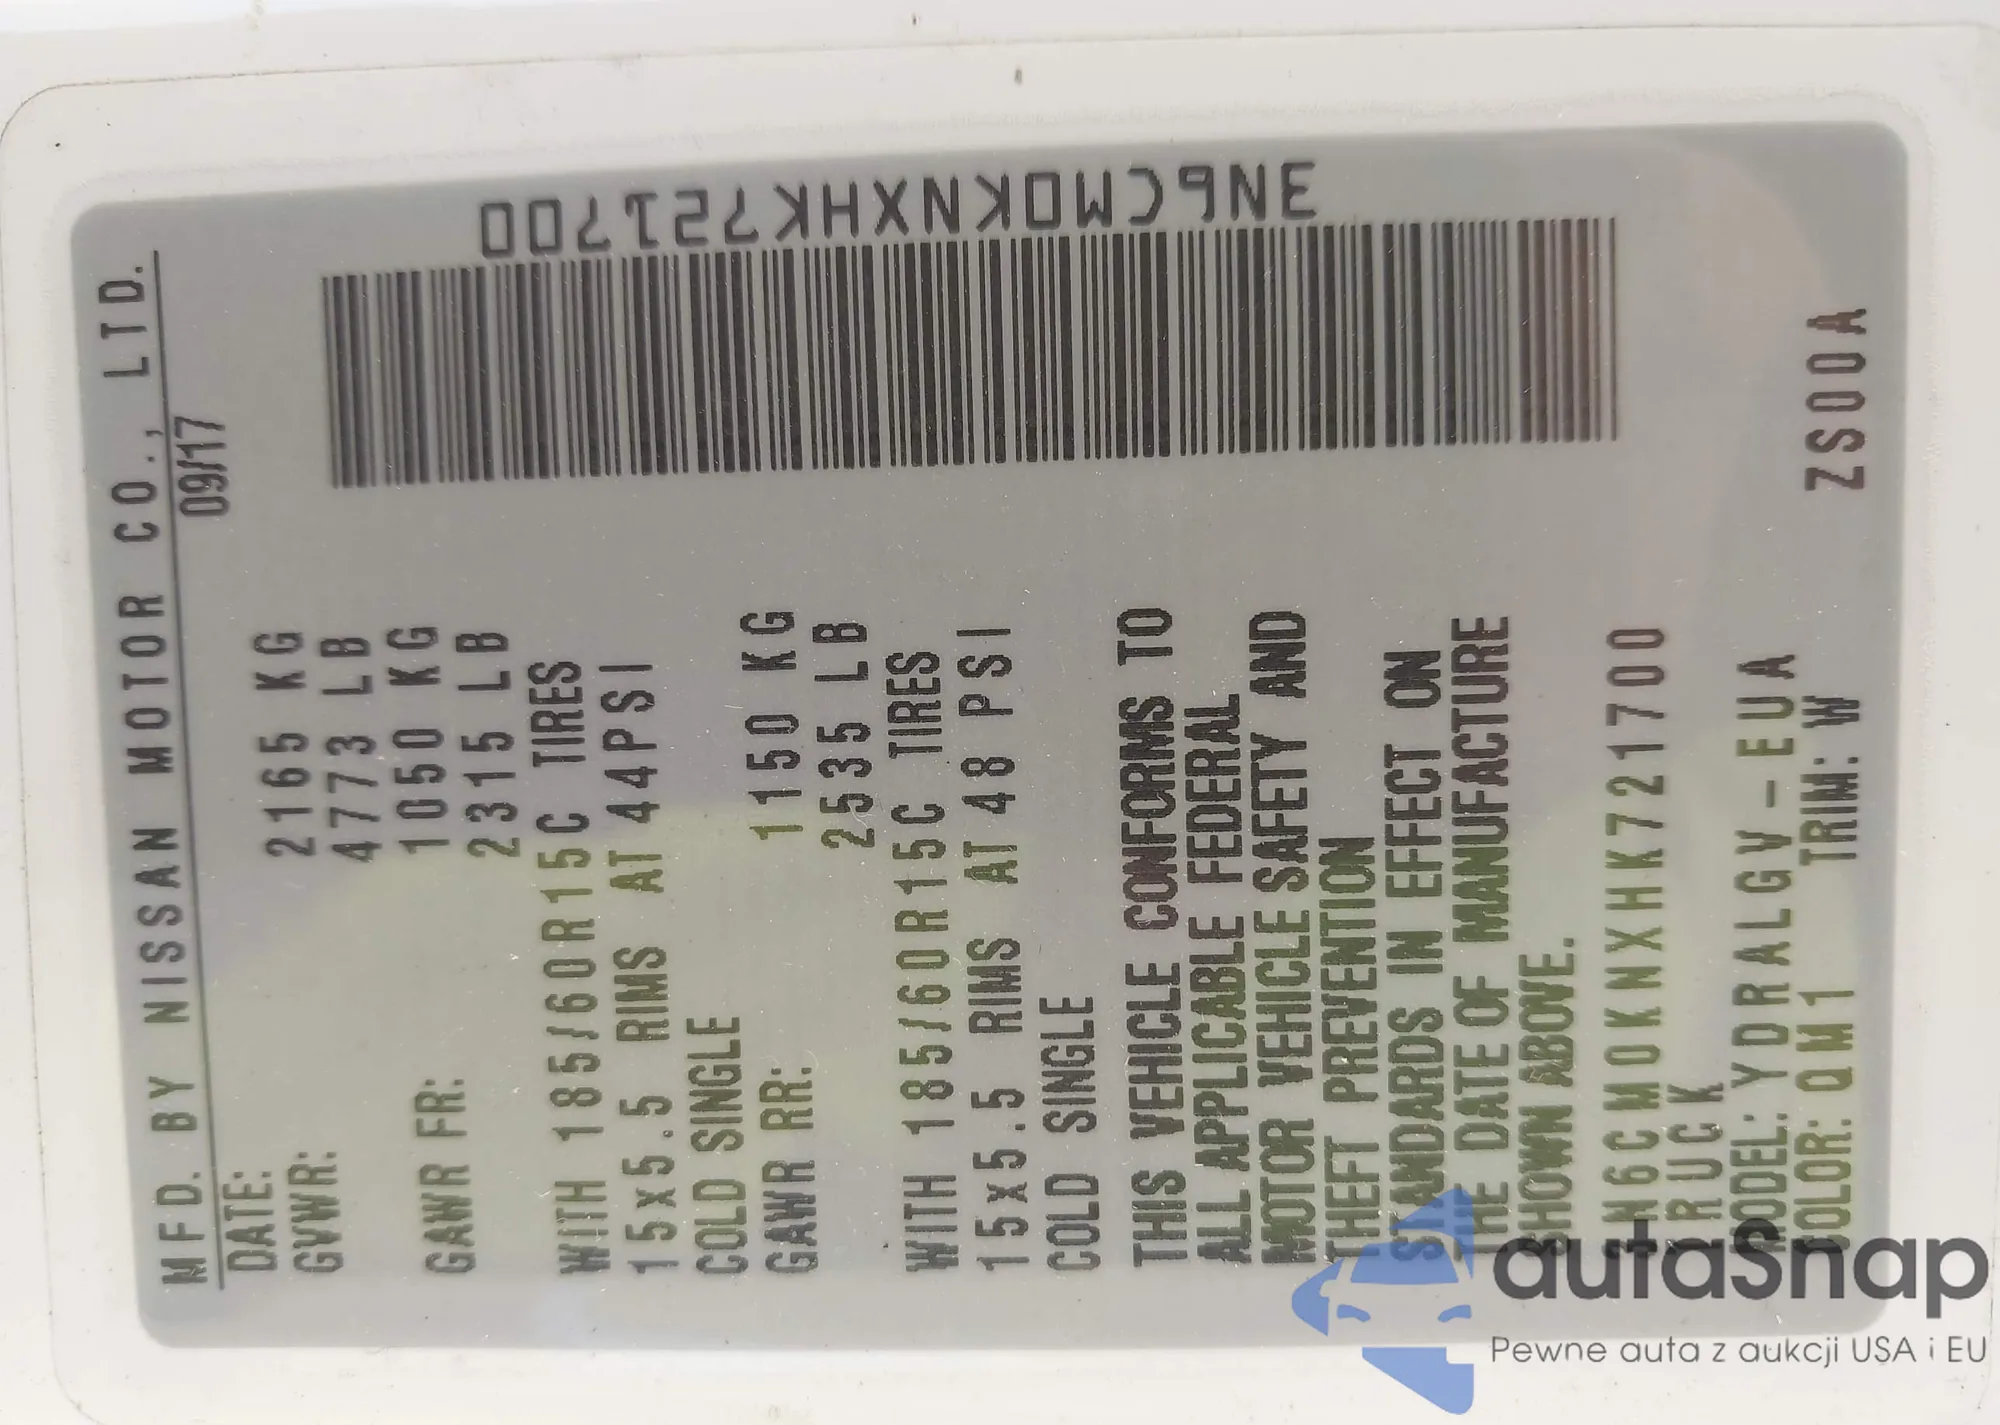 MFD. BY NISSAN MOTOR CO., LTD.
DATE: 09/17
GVWR: 2165 KG
4773 LB
GAWR FR: 1050 KG
2315 LB
WITH 185/60R15C TIRES
15x5.5 RIMS AT 44PSI
COLD SINGLE
GAWR RR: 1150 KG
2535 LB
WITH 185/60R15C TIRES
15x5.5 RIMS AT 48 PSI
COLD SINGLE
THIS VEHICLE CONFORMS TO
ALL APPLICABLE FEDERAL
MOTOR VEHICLE SAFETY AND
THEFT PREVENTION
STANDARDS IN EFFECT ON
THE DATE OF MANUFACTURE
SHOWN ABOVE.
3N6CM0KNXHK721700
TRUCK
MODEL: YDRALGV-EUA
COLOR: QM1 TRIM: W
ZS00A
3N6CM0KNXHK721700
autaSnap
Pewne auta z aukcji USA i EU